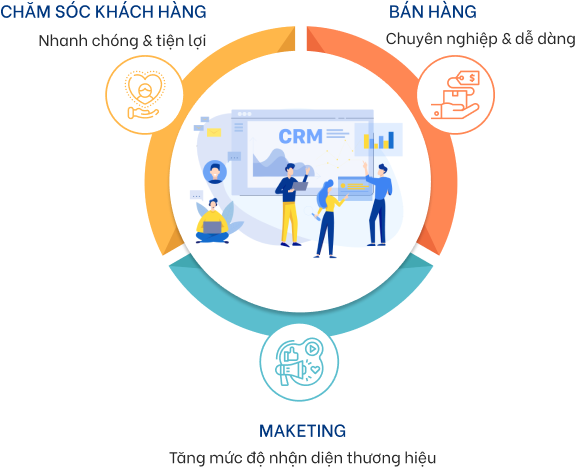 CHĂM SÓC KHÁCH HÀNG
Nhanh chóng & tiện lợi
BÁN HÀNG
Chuyên nghiệp & dễ dàng
CRM
$
MAKETING
Tăng mức độ nhận diện thương hiệu